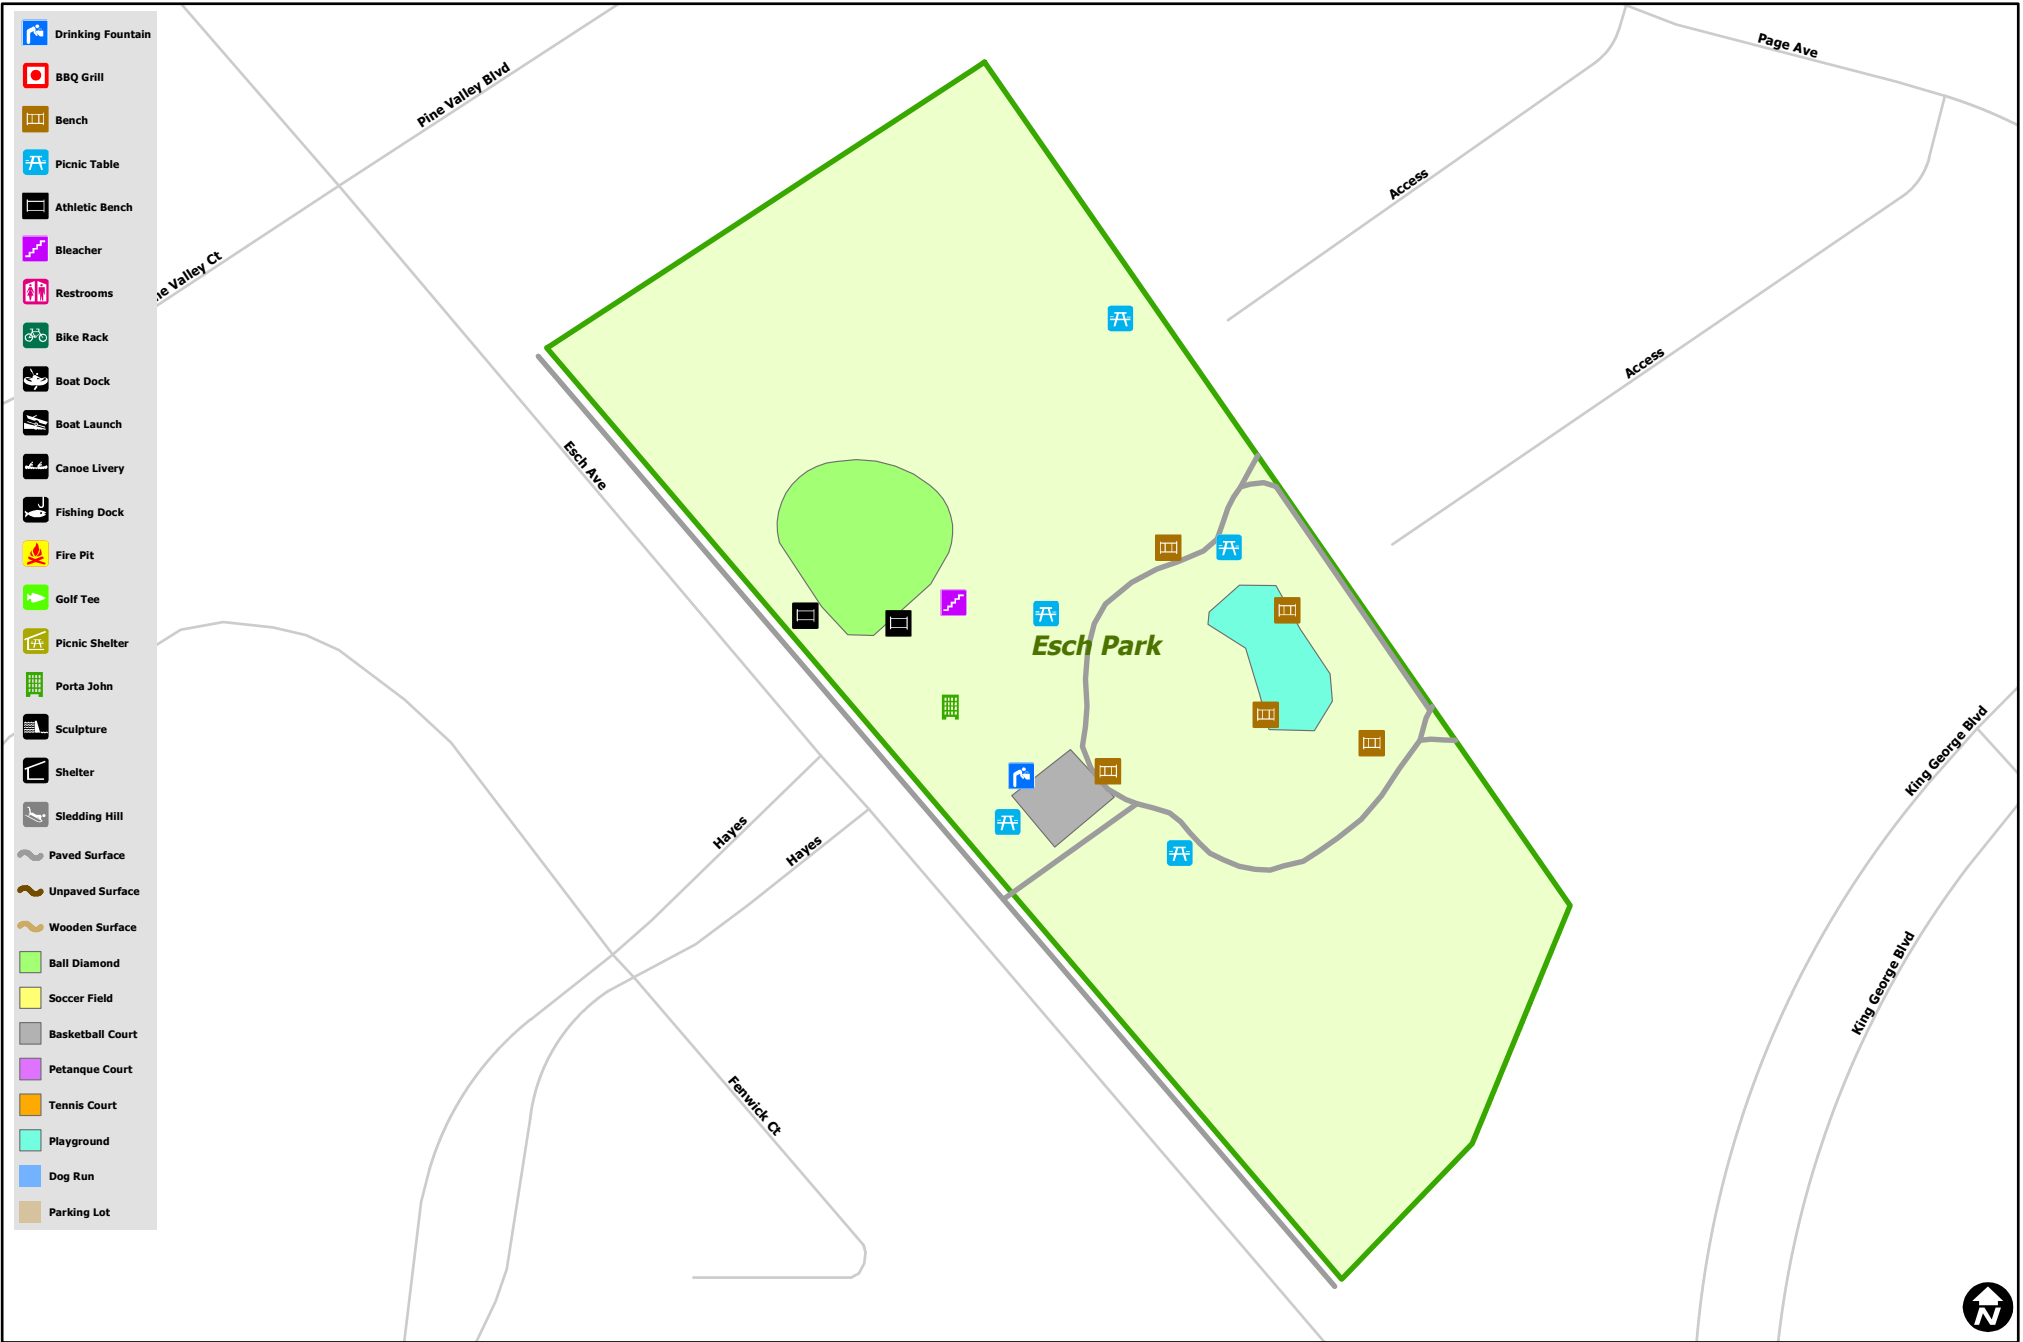 Drinking Fountain
BBQ Grill
Bench
Picnic Table
Athletic Bench
Bleacher
Restrooms
Bike Rack
Boat Dock
Boat Launch
Canoe Livery
Fishing Dock
Fire Pit
Golf Tee
Picnic Shelter
Porta John
Sculpture
Shelter
Sledding Hill
Paved Surface
Unpaved Surface
Wooden Surface
Ball Diamond
Soccer Field
Basketball Court
Petanque Court
Tennis Court
Playground
Dog Run
Parking Lot
Pine Valley Blvd
Page Ave
Access
Valley Ct
Access
Esch Ave
Esch Park
King George Blvd
Hayes
Hayes
King George Blvd
Fenwick Ct
N